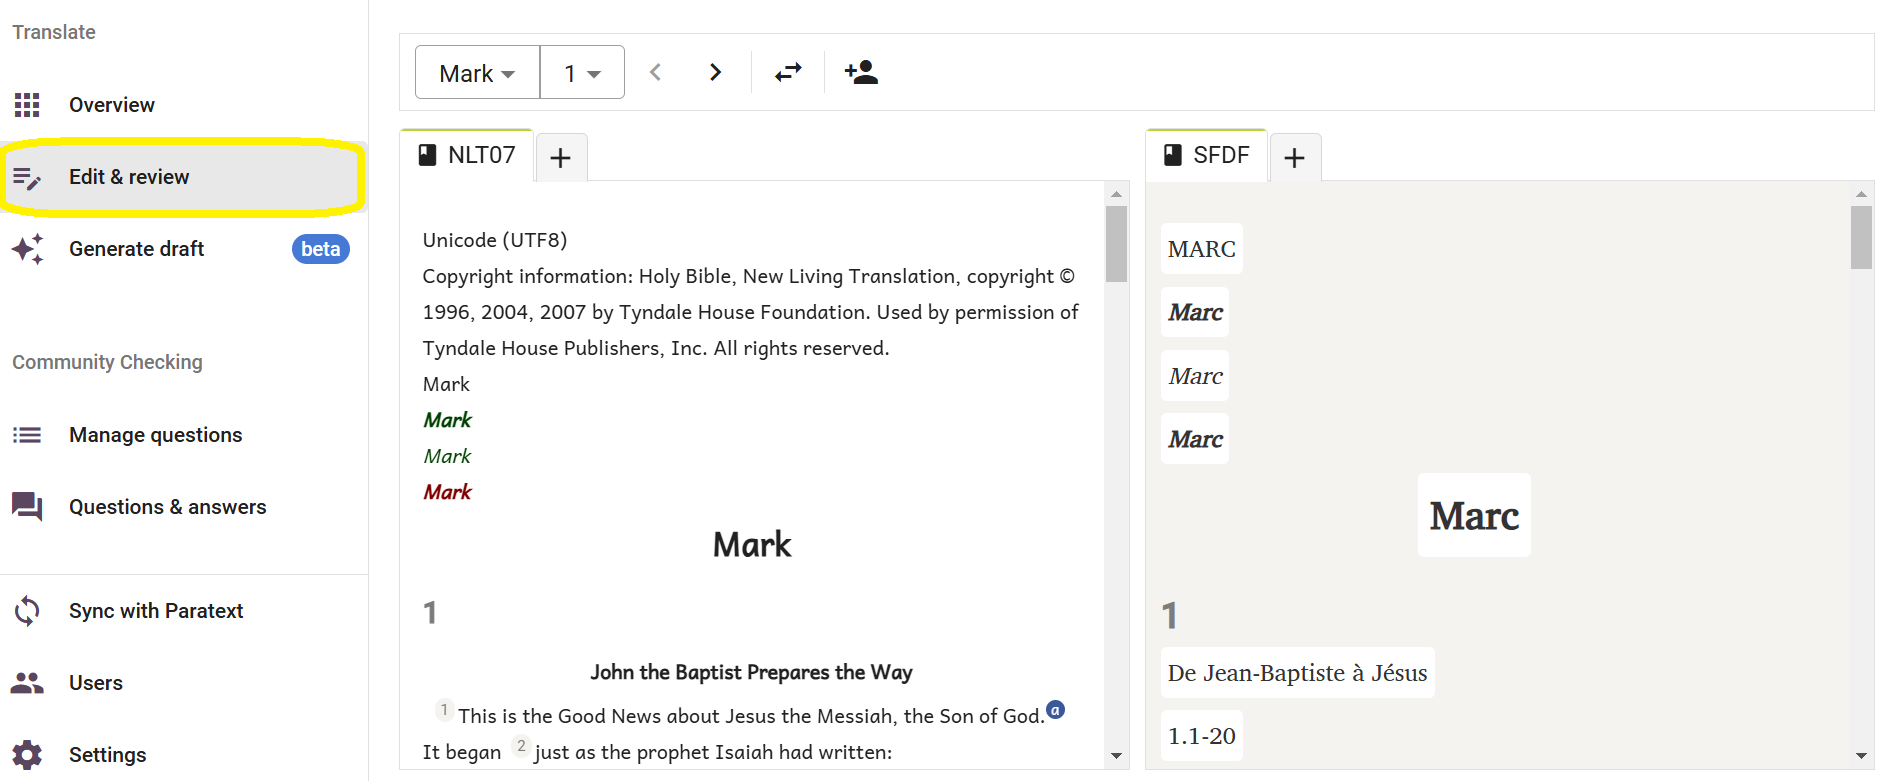 Translate
Overview
Edit & review
Generate draft beta
Community Checking
Manage questions
Questions & answers
Sync with Paratext
Users
Settings
Mark 1
NLT07
Unicode (UTF8)
Copyright information: Holy Bible, New Living Translation, copyright ©
1996, 2004, 2007 by Tyndale House Foundation. Used by permission of
Tyndale House Publishers, Inc. All rights reserved.
Mark
Mark
Mark
Mark
Mark
1
John the Baptist Prepares the Way
1 This is the Good News about Jesus the Messiah, the Son of God. a
It began 2 just as the prophet Isaiah had written:
SFDF
MARC
Marc
Marc
Marc
Marc
1
De Jean-Baptiste à Jésus
1.1-20